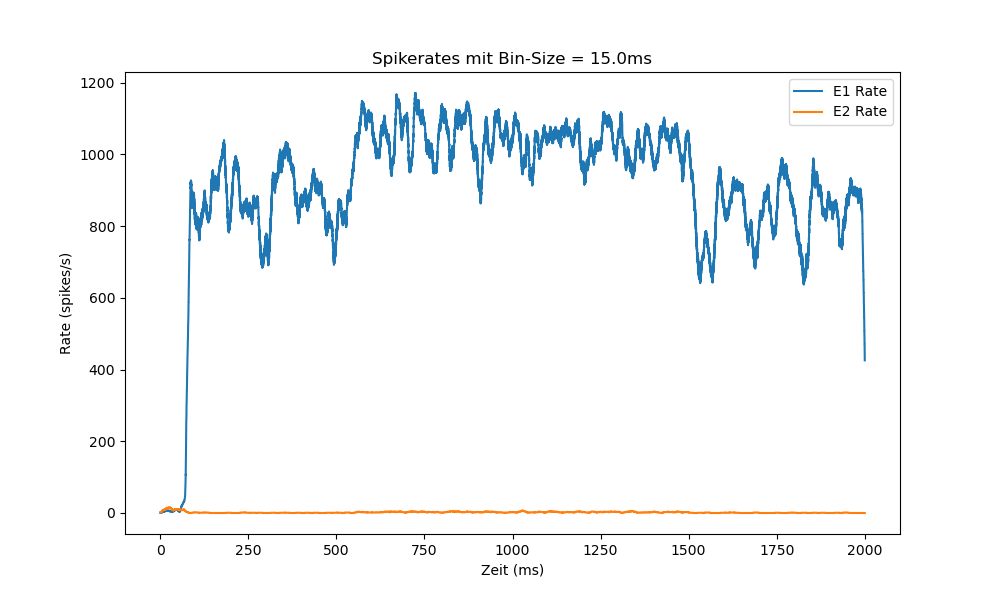 Spikerates mit Bin-Size = 15.0ms
1200
1000
800
600
400
200
0
Rate (spikes/s)
E1 Rate
E2 Rate
0 250 500 750 1000 1250 1500 1750 2000
Zeit (ms)